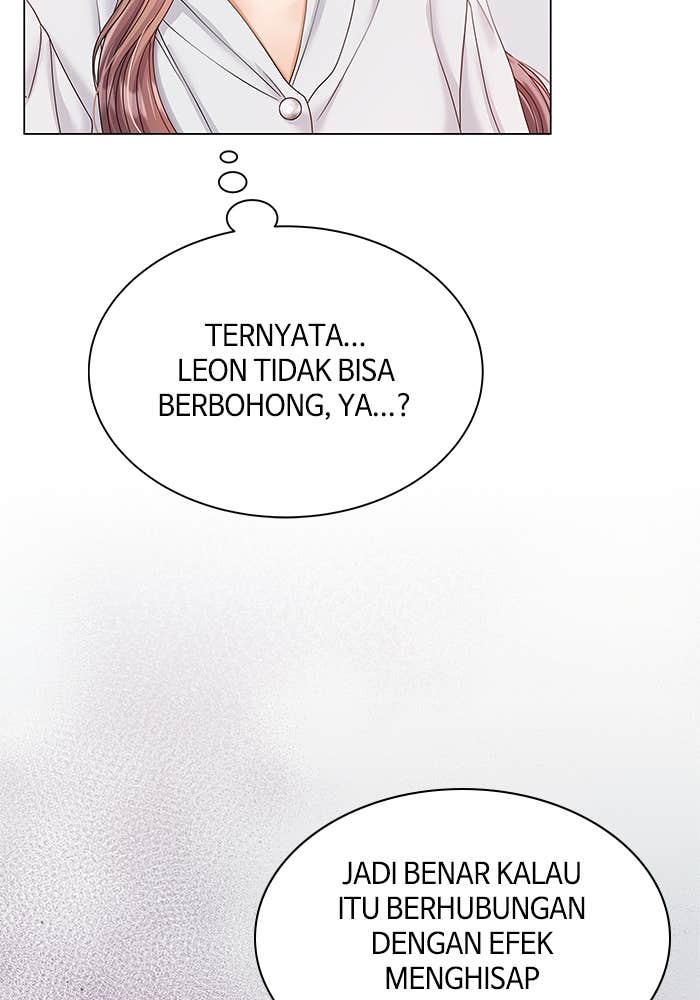 TERNYATA...
LEON TIDAK BISA
BERBOHONG, YA...?
JADI BENAR KALAU
ITU BERHUBUNGAN
DENGAN EFEK
MENGHISAP